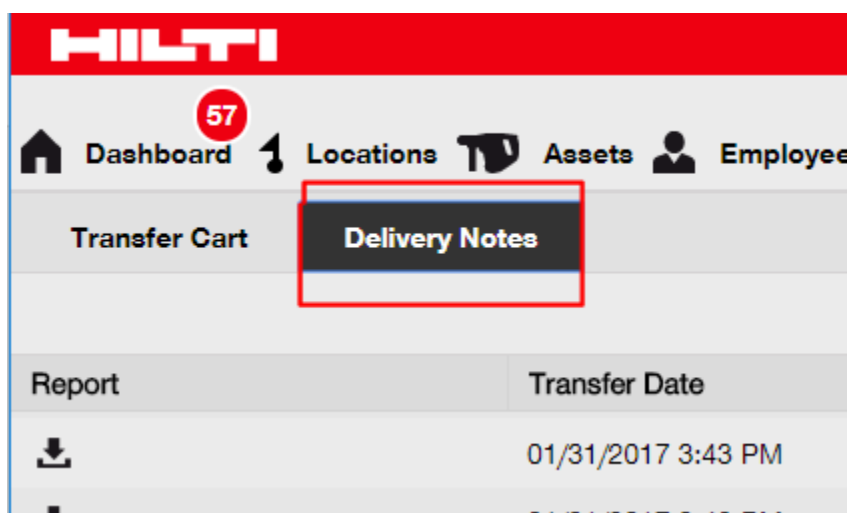 HILTI
57
Dashboard Locations Assets Employee
Transfer Cart Delivery Notes
Report Transfer Date
01/31/2017 3:43 PM